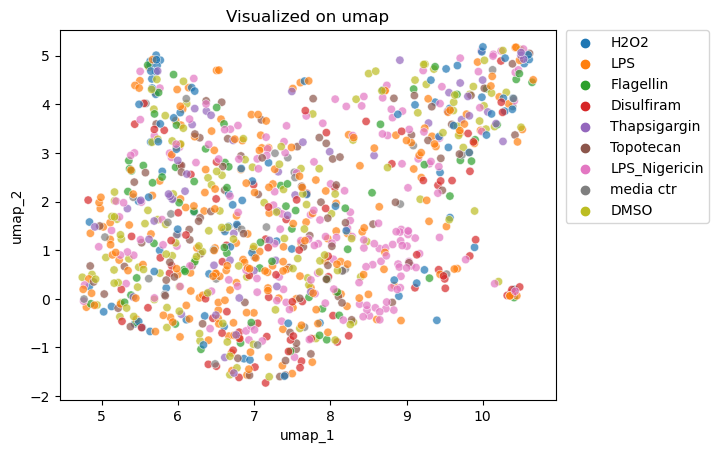 Visualized on umap
H2O2
LPS
Flagellin
Disulfiram
Thapsigargin
Topotecan
LPS_Nigericin
media ctr
DMSO
umap_2
5
4
3
2
1
0
−1
−2
5 6 7 8 9 10
umap_1